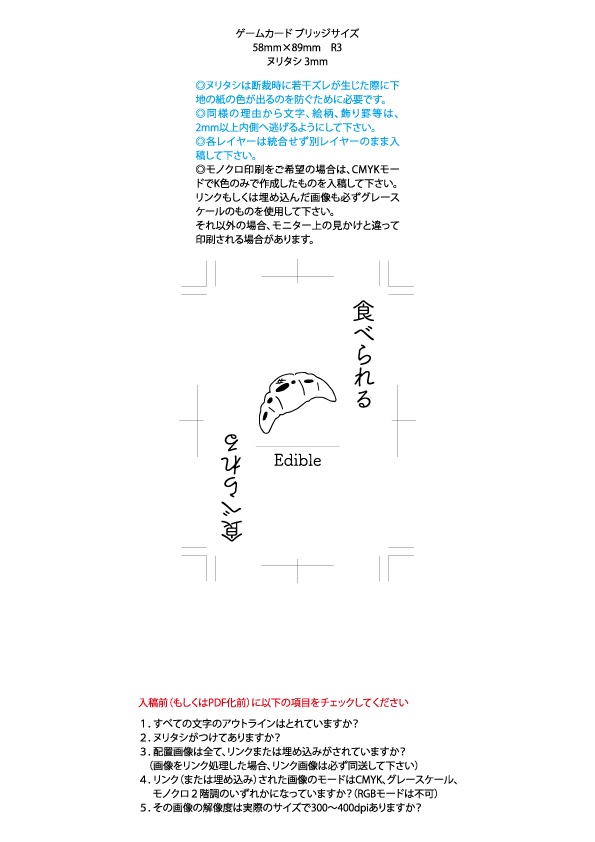 ゲームカード ブリッジサイズ
58mm×89mm R3
ヌリタシ 3mm
◎ヌリタシは断裁時に若干ズレが生じた際に下
地の紙の色が出るのを防ぐために必要です。
◎同様の理由から文字、絵柄、飾り罫等は、
2mm以上内側へ逃げるようにして下さい。
◎各レイヤーは統合せず別レイヤーのまま入
稿して下さい。
◎モノクロ印刷をご希望の場合は、CMYKモー
ドでK色のみで作成したものを入稿して下さい。
リンクもしくは埋め込んだ画像も必ずグレース
ケールのものを使用して下さい。
それ以外の場合、モニター上の見かけと違って
印刷される場合があります。
食べられる
Edible
食べられる
入稿前(もしくはPDF化前)に以下の項目をチェックしてください
1．すべての文字のアウトラインはとれていますか？
2．ヌリタシがつけてありますか？
3．配置画像は全て、リンクまたは埋め込みがされていますか？
(画像をリンク処理した場合、リンク画像は必ず同送して下さい)
4．リンク(または埋め込み)された画像のモードはCMYK、グレースケール、
モノクロ２階調のいずれかになっていますか？(RGBモードは不可)
5．その画像の解像度は実際のサイズで300〜400dpiありますか？